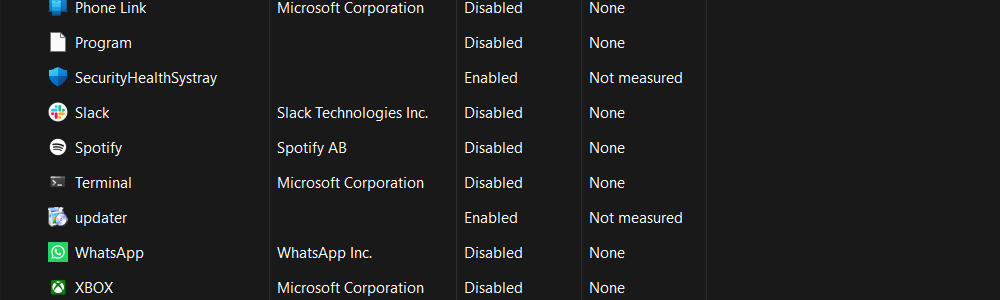 Phone Link Microsoft Corporation Disabled None
Program Disabled None
SecurityHealthSystray Enabled Not measured
Slack Slack Technologies Inc. Disabled None
Spotify Spotify AB Disabled None
Terminal Microsoft Corporation Disabled None
updater Enabled Not measured
WhatsApp WhatsApp Inc. Disabled None
XBOX Microsoft Corporation Disabled None